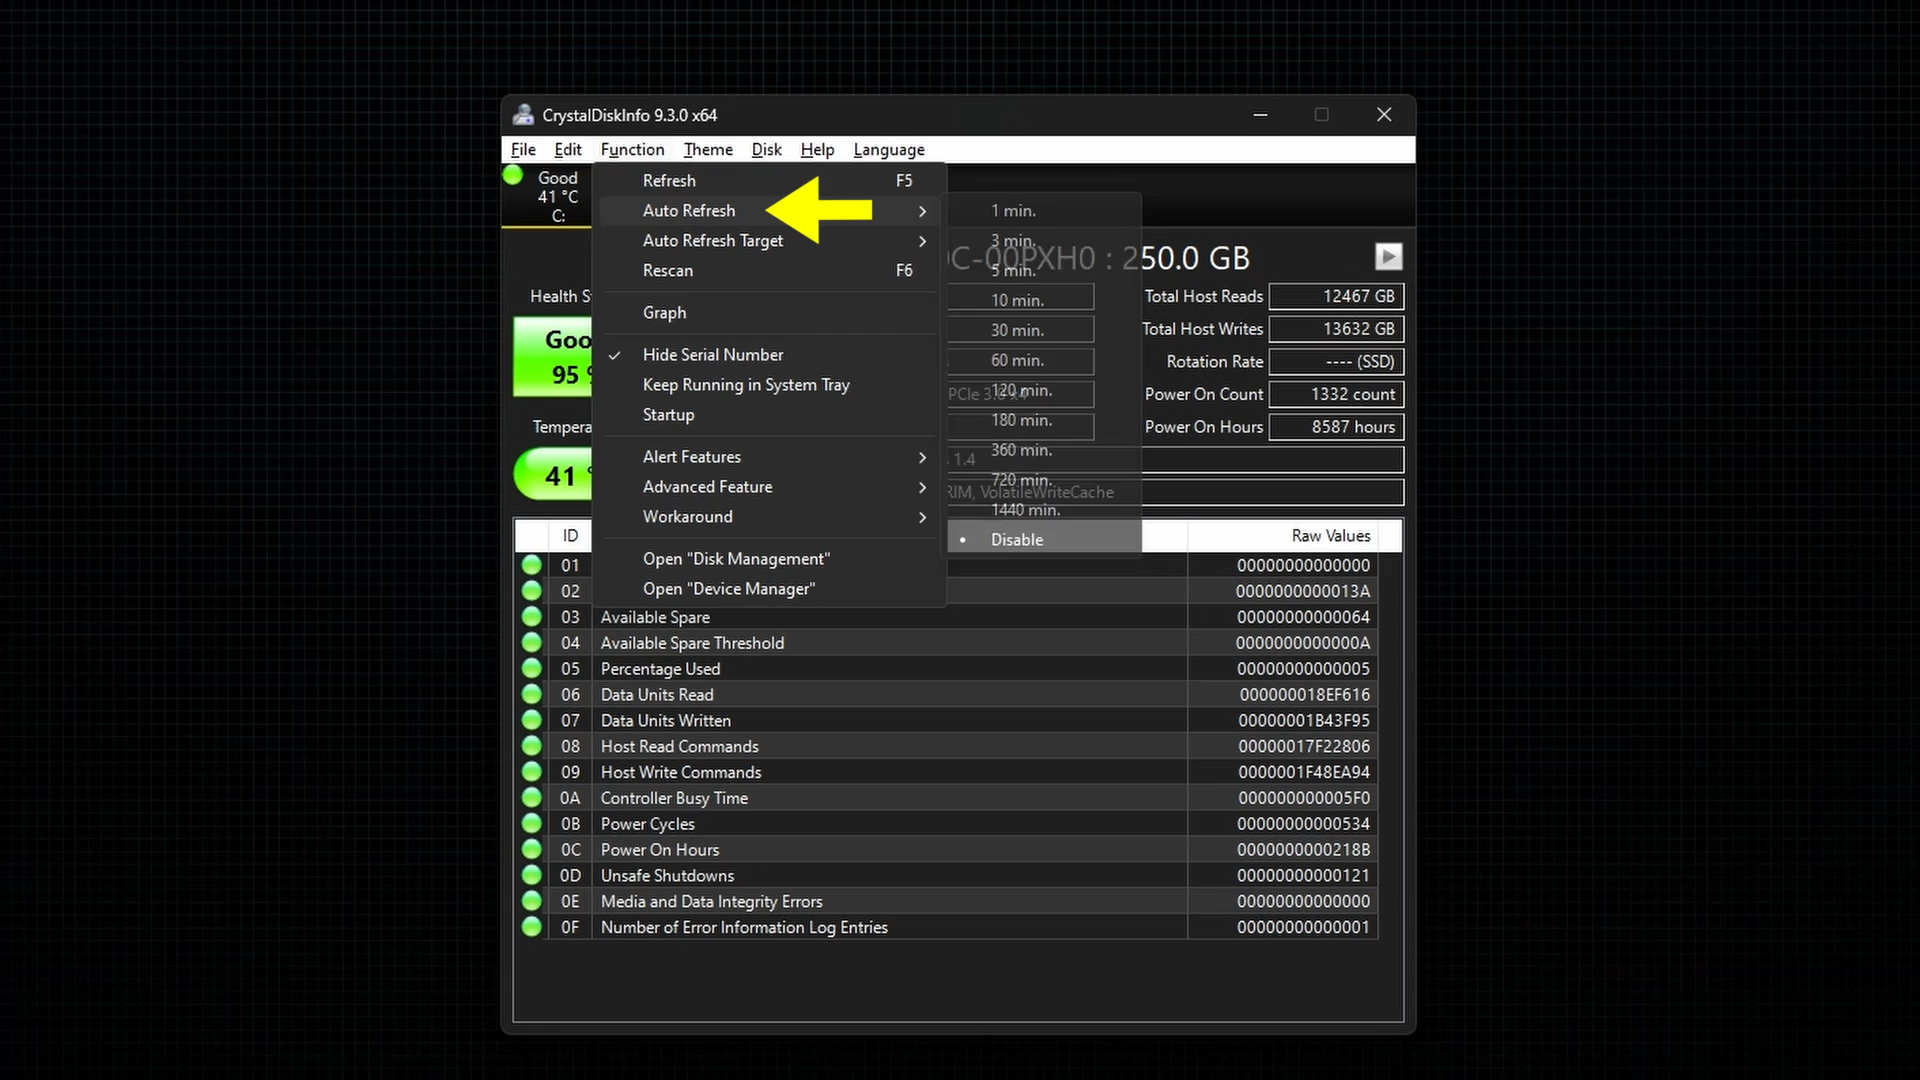 CrystalDiskInfo 9.3.0 x64
File Edit Function Theme Disk Help Language
Good
41 °C
C:
Refresh F5
Auto Refresh
Auto Refresh Target
Rescan F6
Graph
Hide Serial Number
Keep Running in System Tray
Startup
Alert Features
Advanced Feature
Workaround
Open "Disk Management"
Open "Device Manager"
1 min.
3 min.
5 min.
10 min.
30 min.
60 min.
120 min.
180 min.
360 min.
720 min.
1440 min.
Disable
C-00PXH0 : 250.0 GB
Health S
Goo
95 %
Tempera
41 °
PCIe 3.0 x4
1.4
RIM, VolatileWriteCache
Total Host Reads 12467 GB
Total Host Writes 13632 GB
Rotation Rate ---- (SSD)
Power On Count 1332 count
Power On Hours 8587 hours
ID Raw Values
01 00000000000000
02 0000000000013A
03 Available Spare 00000000000064
04 Available Spare Threshold 0000000000000A
05 Percentage Used 00000000000005
06 Data Units Read 000000018EF616
07 Data Units Written 00000001B43F95
08 Host Read Commands 00000017F22806
09 Host Write Commands 0000001F48EA94
0A Controller Busy Time 000000000005F0
0B Power Cycles 00000000000534
0C Power On Hours 0000000000218B
0D Unsafe Shutdowns 00000000000121
0E Media and Data Integrity Errors 00000000000000
0F Number of Error Information Log Entries 00000000000001